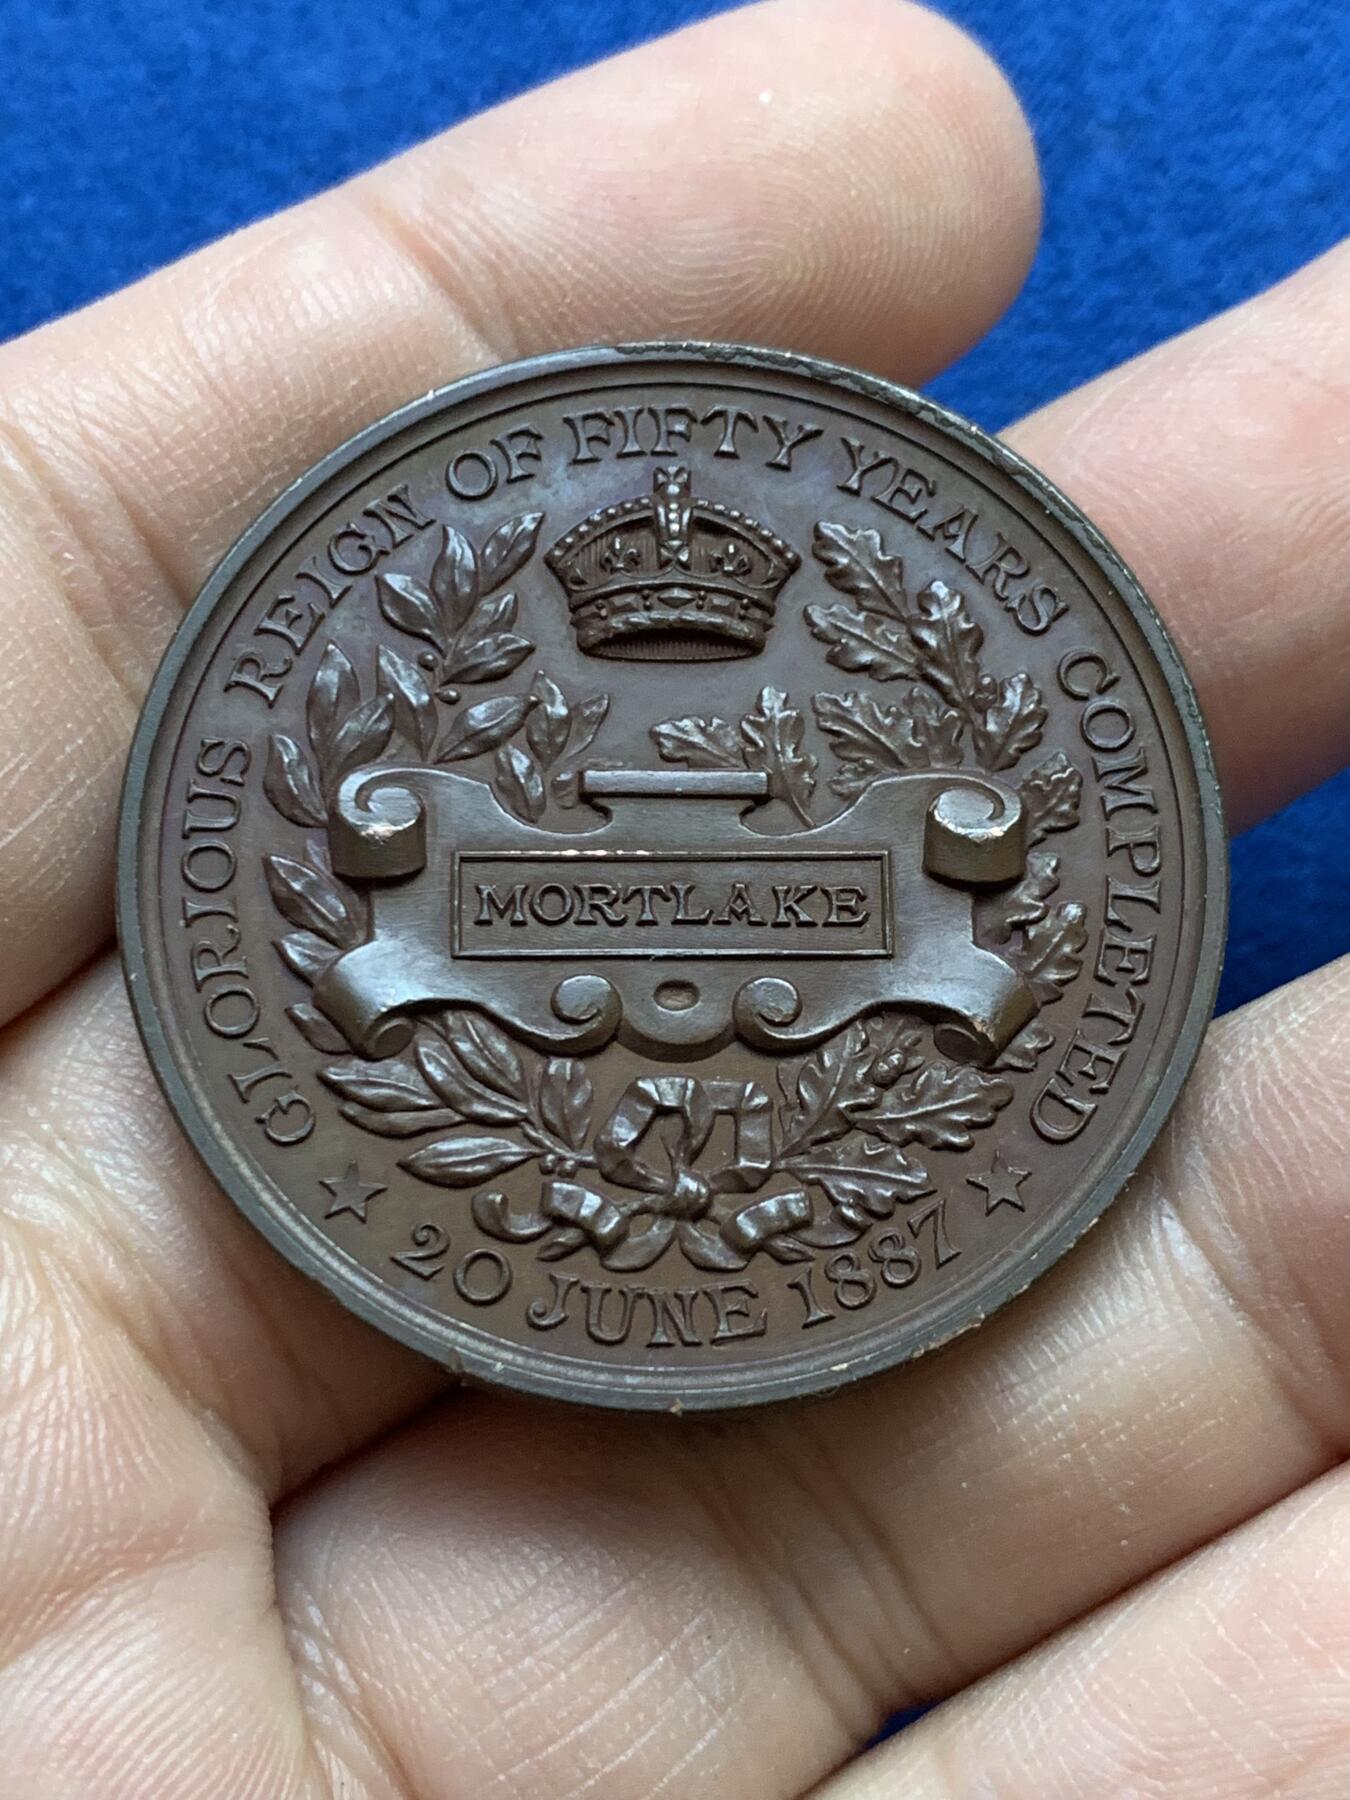 GLORIOUS REIGN OF FIFTY YEARS COMPLETED
MORTLAKE
20 JUNE 1887